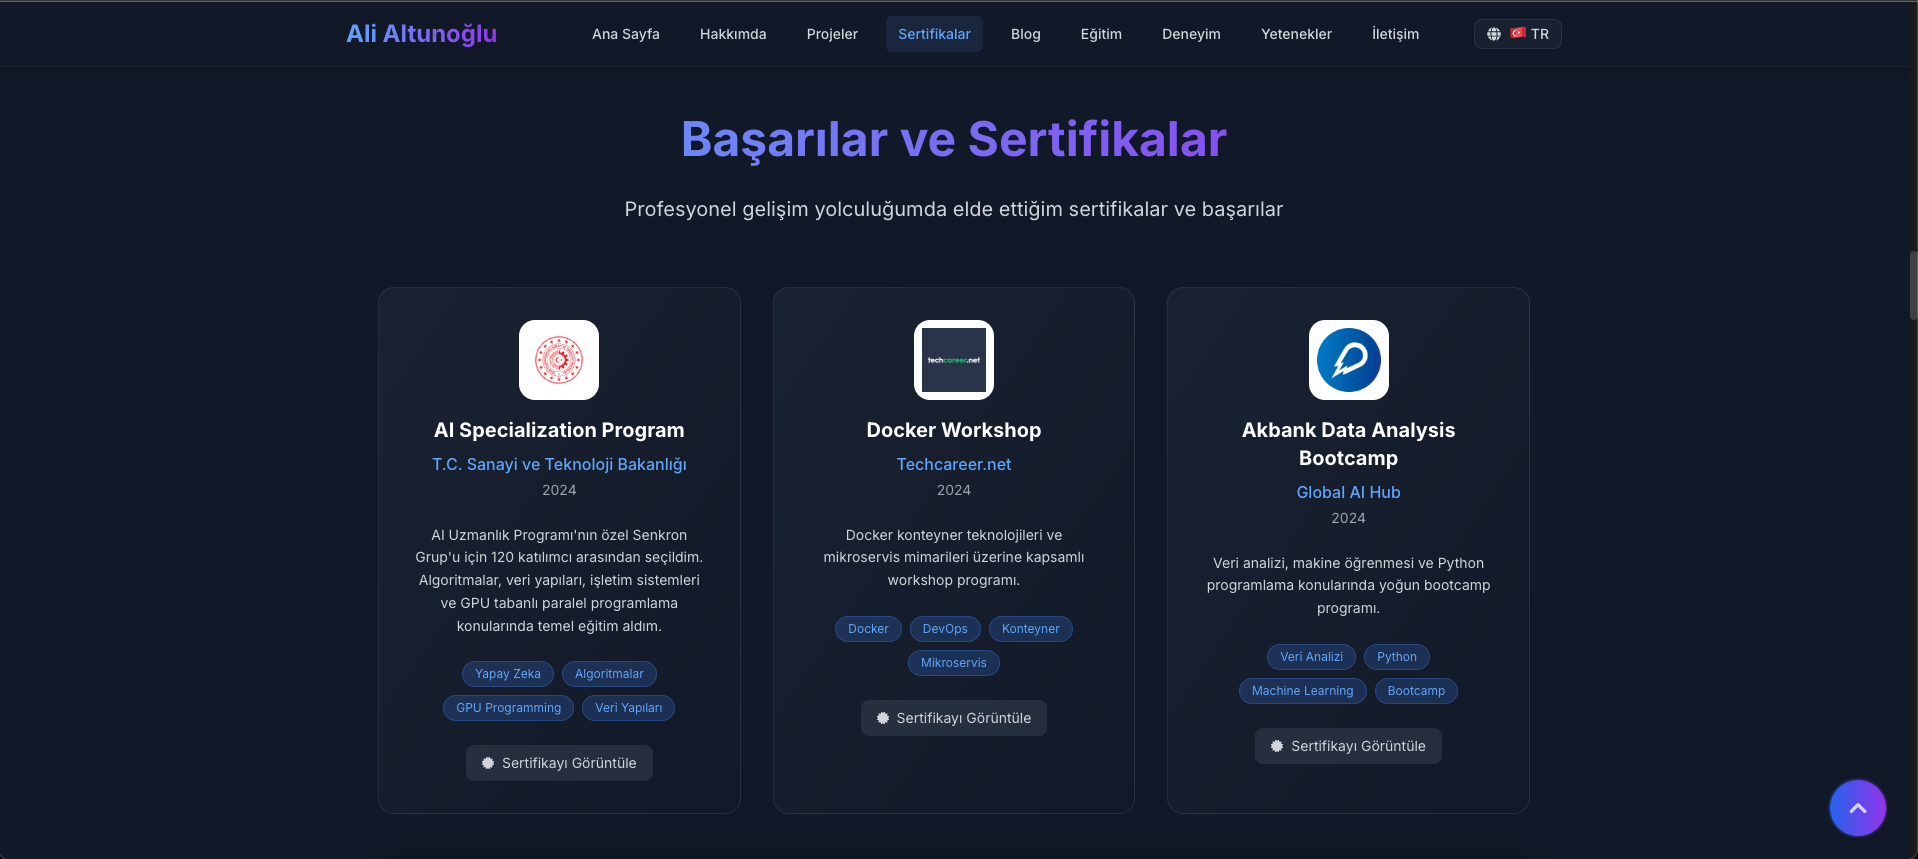 Ali Altunoğlu
Ana Sayfa
Hakkımda
Projeler
Sertifikalar
Blog
Eğitim
Deneyim
Yetenekler
İletişim
TR
Başarılar ve Sertifikalar
Profesyonel gelişim yolculuğumda elde ettiğim sertifikalar ve başarılar
AI Specialization Program
T.C. Sanayi ve Teknoloji Bakanlığı
2024
AI Uzmanlık Programı'nın özel Senkron
Grup'u için 120 katılımcı arasından seçildim.
Algoritmalar, veri yapıları, işletim sistemleri
ve GPU tabanlı paralel programlama
konularında temel eğitim aldım.
Yapay Zeka
Algoritmalar
GPU Programming
Veri Yapıları
Sertifikayı Görüntüle
techcareer.net
Docker Workshop
Techcareer.net
2024
Docker konteyner teknolojileri ve
mikroservis mimarileri üzerine kapsamlı
workshop programı.
Docker
DevOps
Konteyner
Mikroservis
Sertifikayı Görüntüle
Akbank Data Analysis
Bootcamp
Global AI Hub
2024
Veri analizi, makine öğrenmesi ve Python
programlama konularında yoğun bootcamp
programı.
Veri Analizi
Python
Machine Learning
Bootcamp
Sertifikayı Görüntüle